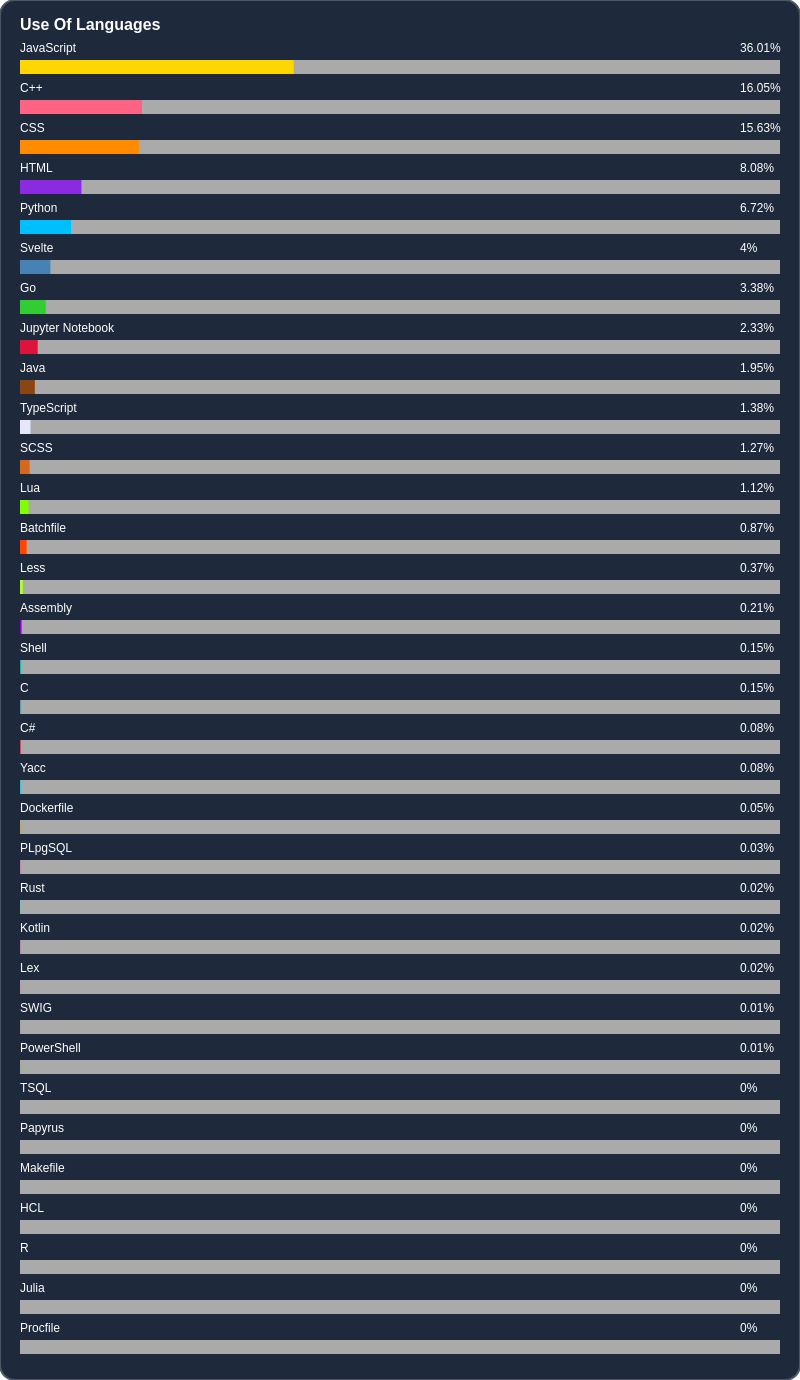 Use Of Languages
JavaScript 36.01%
C++ 16.05%
CSS 15.63%
HTML 8.08%
Python 6.72%
Svelte 4%
Go 3.38%
Jupyter Notebook 2.33%
Java 1.95%
TypeScript 1.38%
SCSS 1.27%
Lua 1.12%
Batchfile 0.87%
Less 0.37%
Assembly 0.21%
Shell 0.15%
C 0.15%
C# 0.08%
Yacc 0.08%
Dockerfile 0.05%
PLpgSQL 0.03%
Rust 0.02%
Kotlin 0.02%
Lex 0.02%
SWIG 0.01%
PowerShell 0.01%
TSQL 0%
Papyrus 0%
Makefile 0%
HCL 0%
R 0%
Julia 0%
Procfile 0%